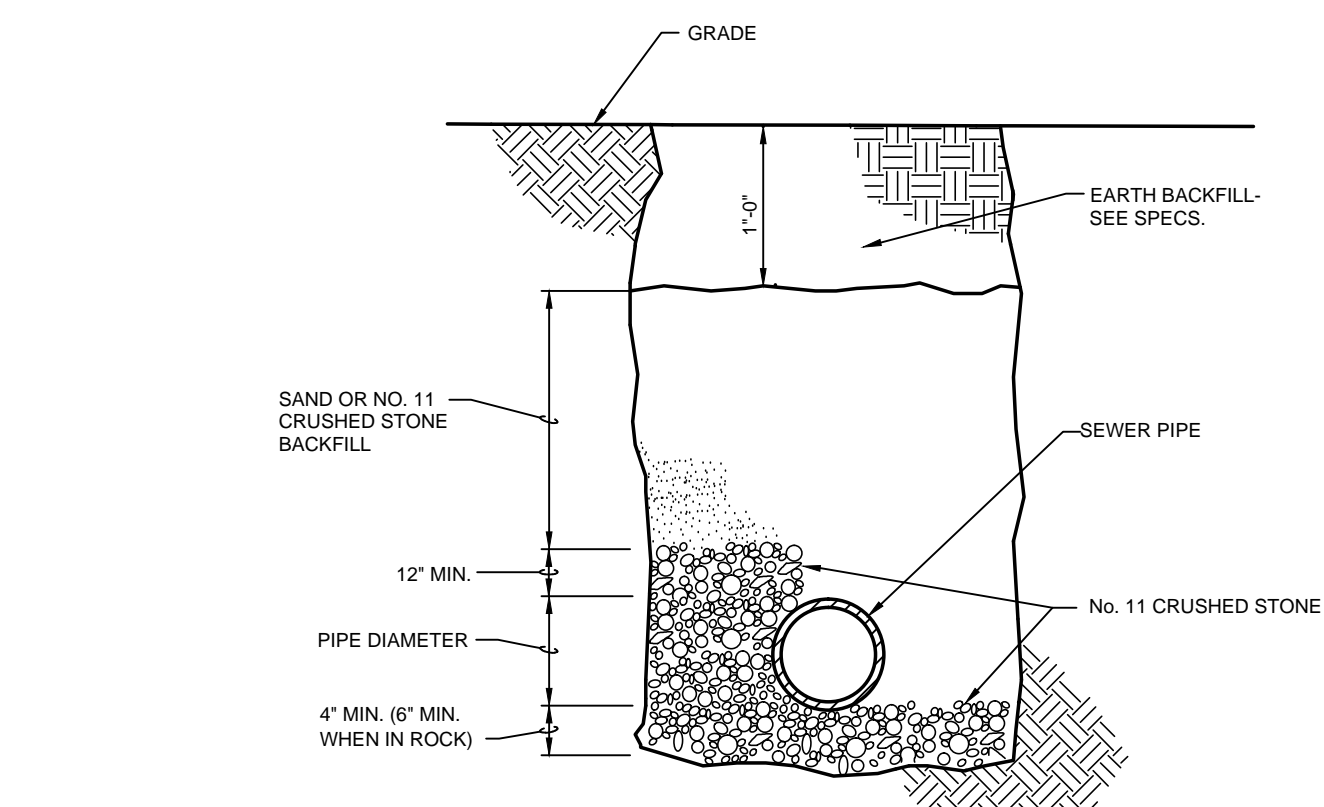 GRADE
1"-0"
EARTH BACKFILL-
SEE SPECS.
SAND OR NO. 11
CRUSHED STONE
BACKFILL
SEWER PIPE
12" MIN.
No. 11 CRUSHED STONE
PIPE DIAMETER
4" MIN. (6" MIN.
WHEN IN ROCK)